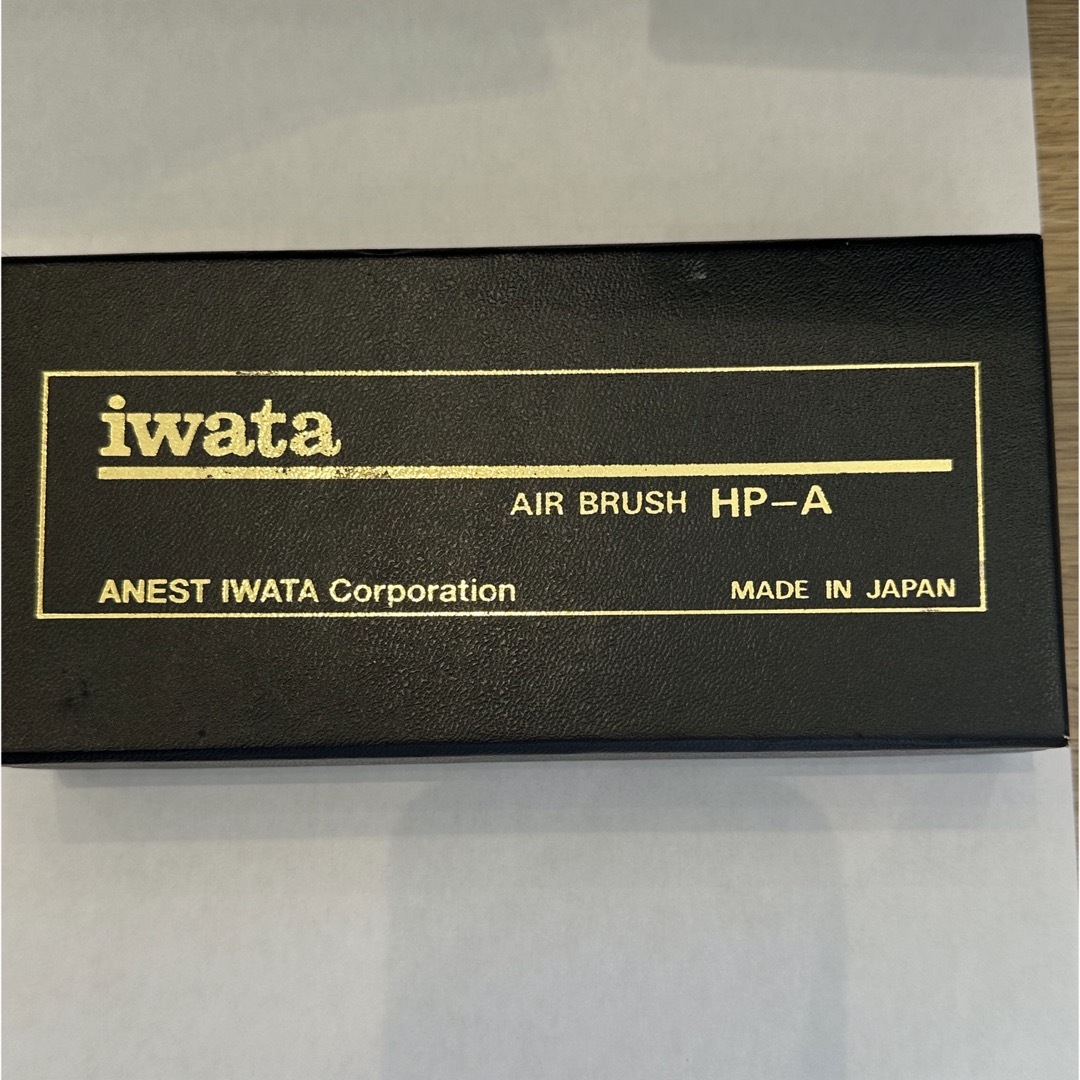 iwata
AIR BRUSH HP-A
ANEST IWATA Corporation MADE IN JAPAN